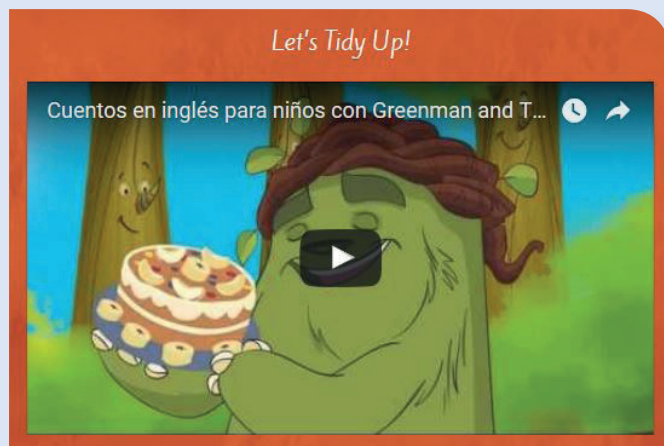 Let's Tidy Up!
Cuentos en inglés para niños con Greenman and T...